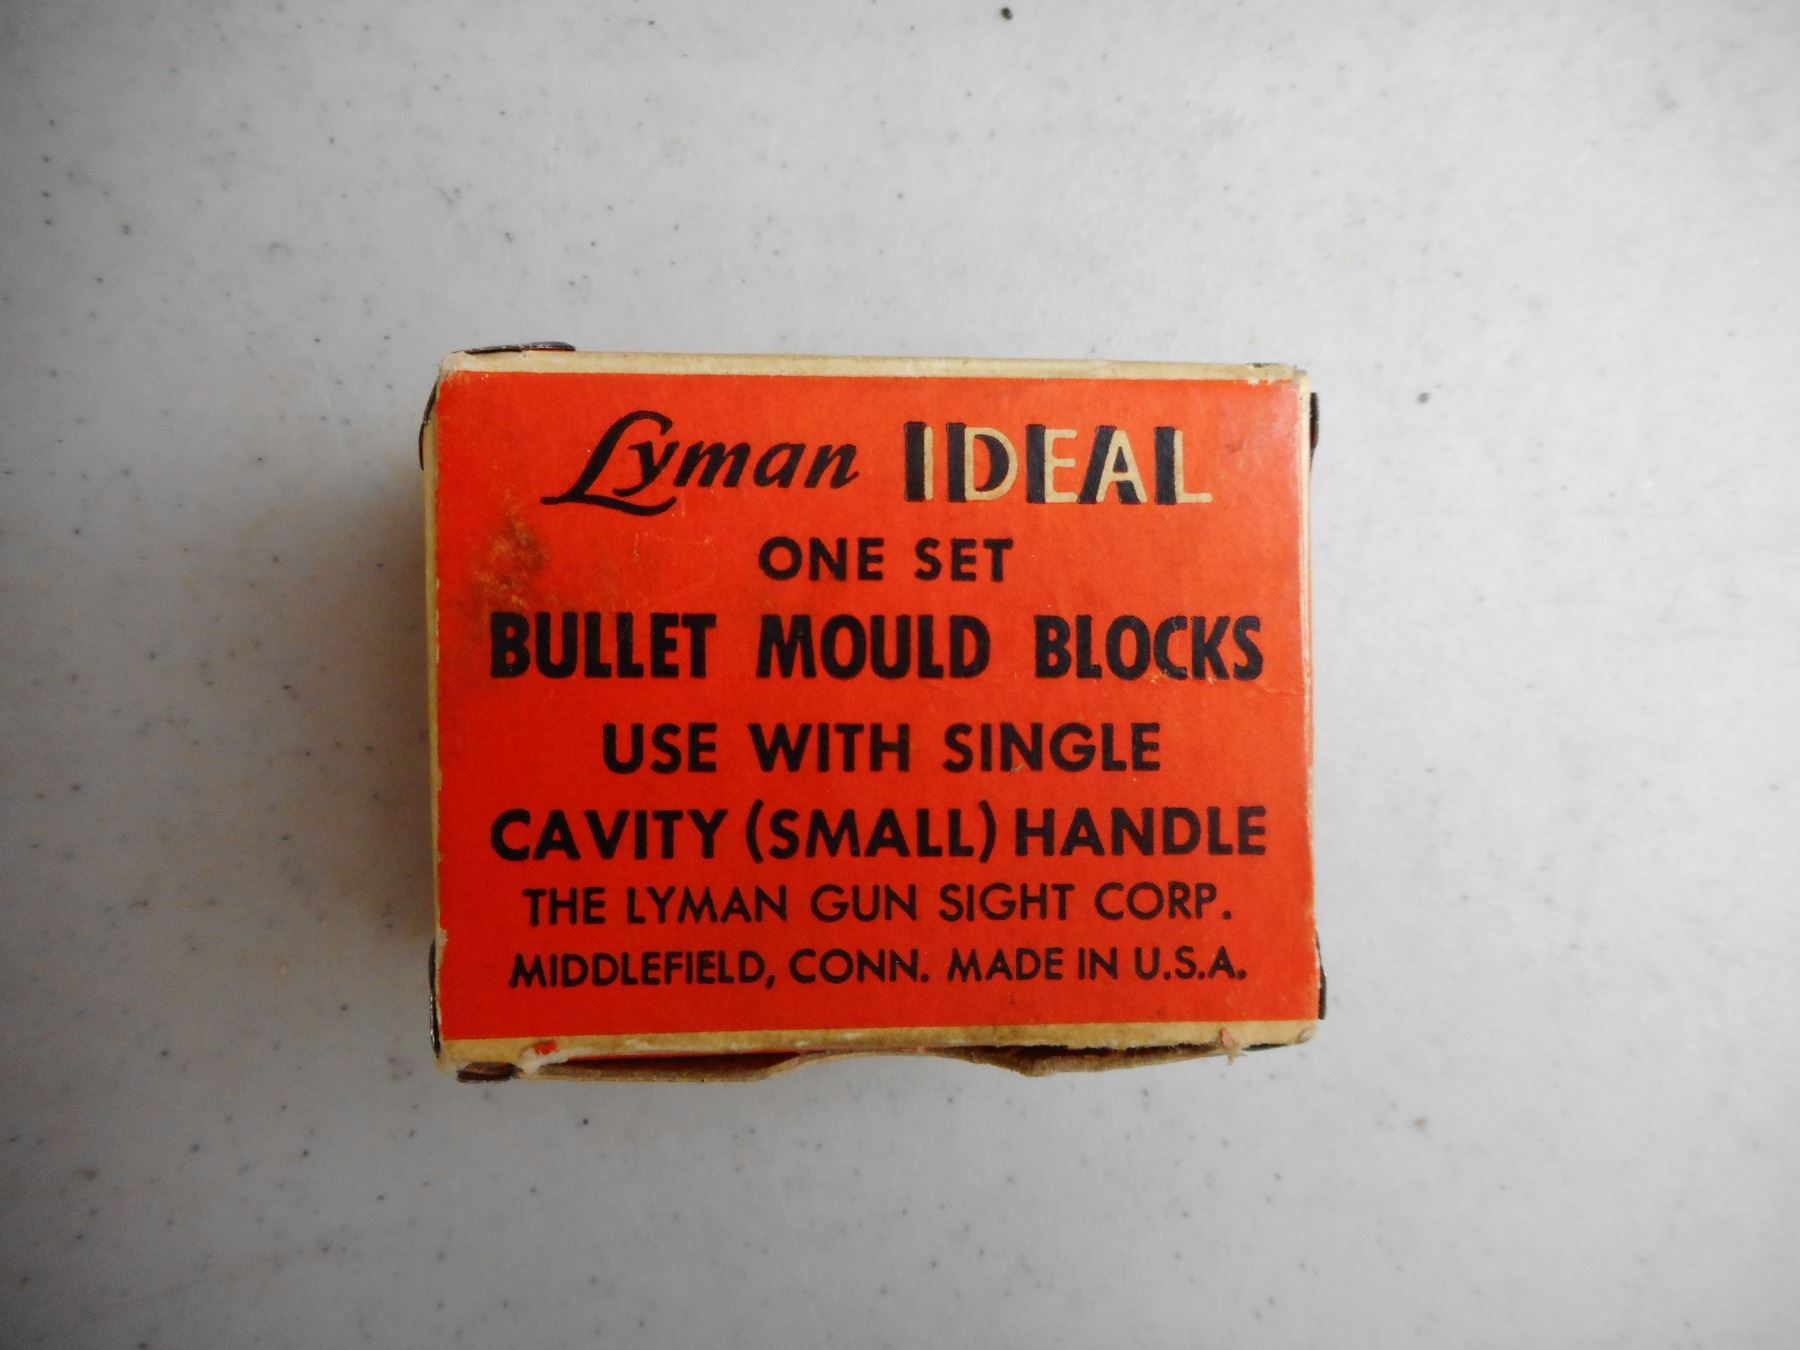 Lyman IDEAL
ONE SET
BULLET MOULD BLOCKS
USE WITH SINGLE
CAVITY (SMALL) HANDLE
THE LYMAN GUN SIGHT CORP.
MIDDLEFIELD, CONN. MADE IN U.S.A.